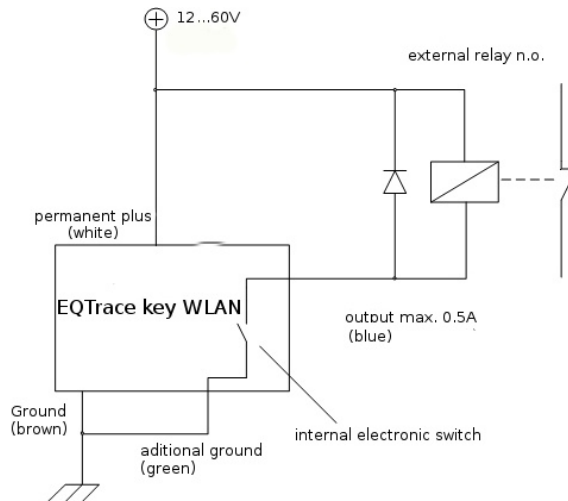 12...60V
external relay n.o.
permanent plus
(white)
EQTrace key WLAN
output max. 0.5A
(blue)
Ground
(brown)
aditional ground
(green)
internal electronic switch